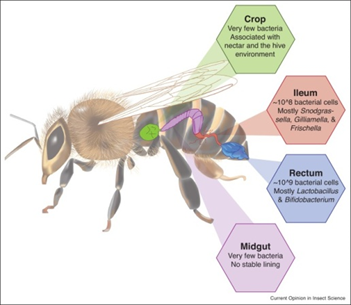 Crop
Very few bacteria
Associated with
nectar and the hive
environment
Ileum
~10^8 bacterial cells
Mostly Snodgras-
sella, Gilliamella, &
Frischella
Rectum
~10^9 bacterial cells
Mostly Lactobacillus
& Bifidobacterium
Midgut
Very few bacteria
No stable lining
Current Opinion in Insect Science